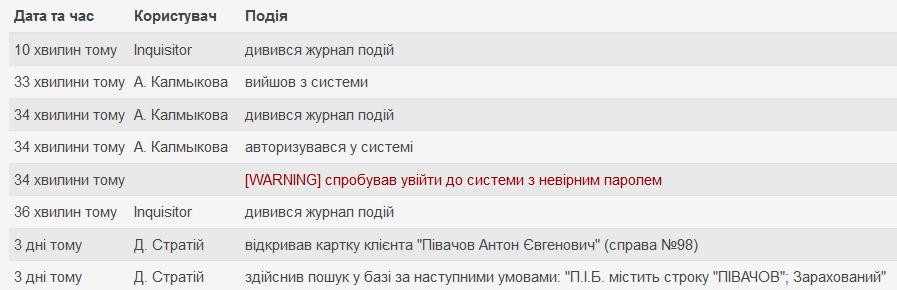 Дата та час Користувач Подія
10 хвилин тому Inquisitor дивився журнал подій
33 хвилини тому А. Калмыкова вийшов з системи
34 хвилини тому А. Калмыкова дивився журнал подій
34 хвилини тому А. Калмыкова авторизувався у системі
34 хвилини тому [WARNING] спробував увійти до системи з невірним паролем
36 хвилин тому Inquisitor дивився журнал подій
3 дні тому Д. Стратій відкривав картку клієнта "Півачов Антон Євгенович" (справа №98)
3 дні тому Д. Стратій здійснив пошук у базі за наступними умовами: "П.І.Б. містить строку "ПІВАЧОВ"; Зарахований"